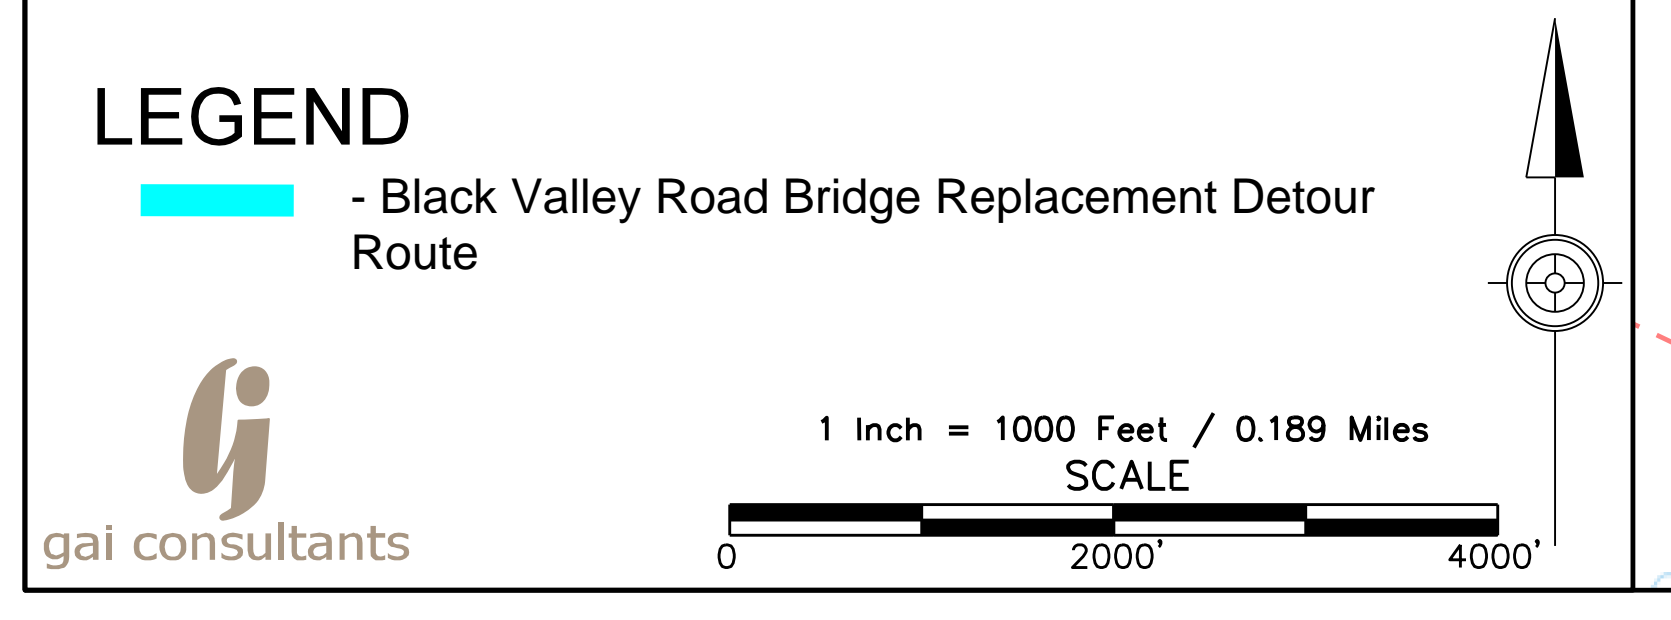 LEGEND
- Black Valley Road Bridge Replacement Detour
Route
1 Inch = 1000 Feet / 0.189 Miles
SCALE
0 2000' 4000'
gai consultants